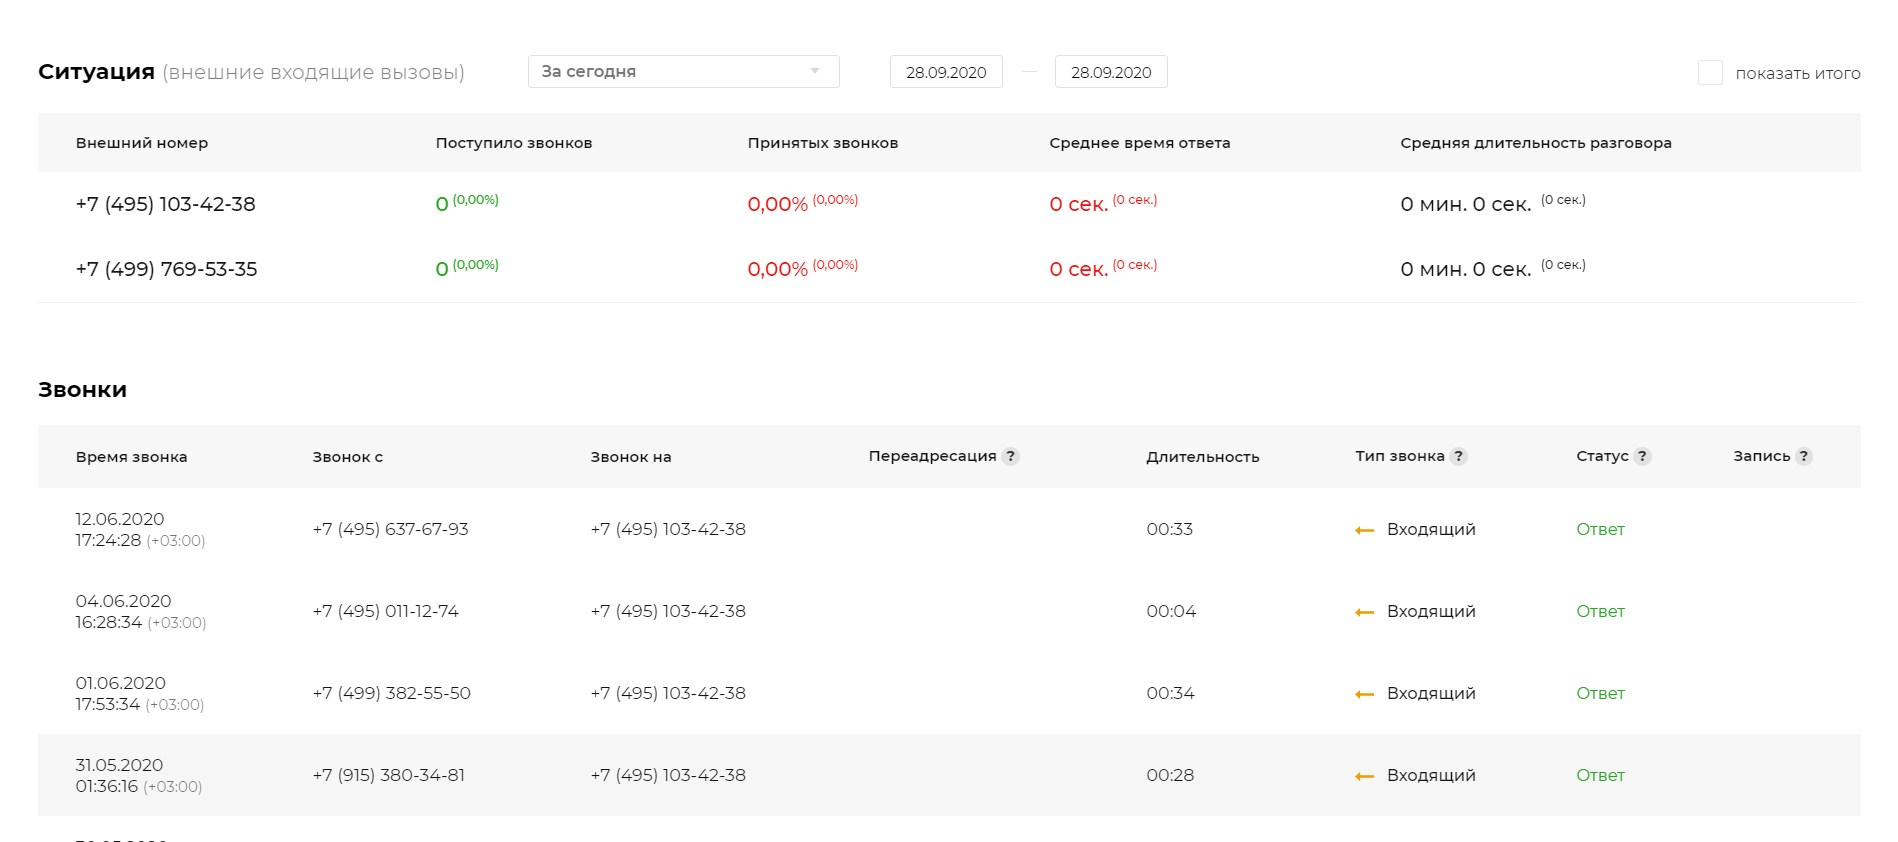 Ситуация (внешние входящие вызовы) За сегодня 28.09.2020 — 28.09.2020 показать итого
Внешний номер Поступило звонков Принятых звонков Среднее время ответа Средняя длительность разговора
+7 (495) 103-42-38 0 (0,00%) 0,00% (0,00%) 0 сек. (0 сек.) 0 мин. 0 сек. (0 сек.)
+7 (499) 769-53-35 0 (0,00%) 0,00% (0,00%) 0 сек. (0 сек.) 0 мин. 0 сек. (0 сек.)
Звонки
Время звонка Звонок с Звонок на Переадресация ? Длительность Тип звонка ? Статус ? Запись ?
12.06.2020
17:24:28 (+03:00) +7 (495) 637-67-93 +7 (495) 103-42-38 00:33 Входящий Ответ
04.06.2020
16:28:34 (+03:00) +7 (495) 011-12-74 +7 (495) 103-42-38 00:04 Входящий Ответ
01.06.2020
17:53:34 (+03:00) +7 (499) 382-55-50 +7 (495) 103-42-38 00:34 Входящий Ответ
31.05.2020
01:36:16 (+03:00) +7 (915) 380-34-81 +7 (495) 103-42-38 00:28 Входящий Ответ